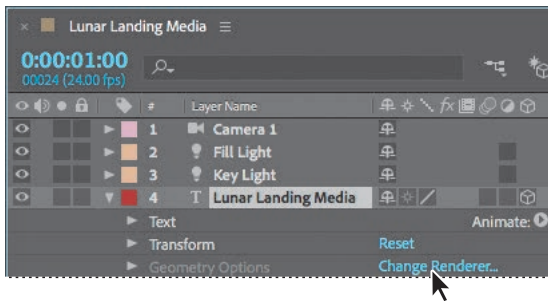 Lunar Landing Media
0:00:01:00
00024 (24.00 fps)
# Layer Name
1 Camera 1
2 Fill Light
3 Key Light
4 T Lunar Landing Media
Text Animate:
Transform Reset
Geometry Options Change Renderer...